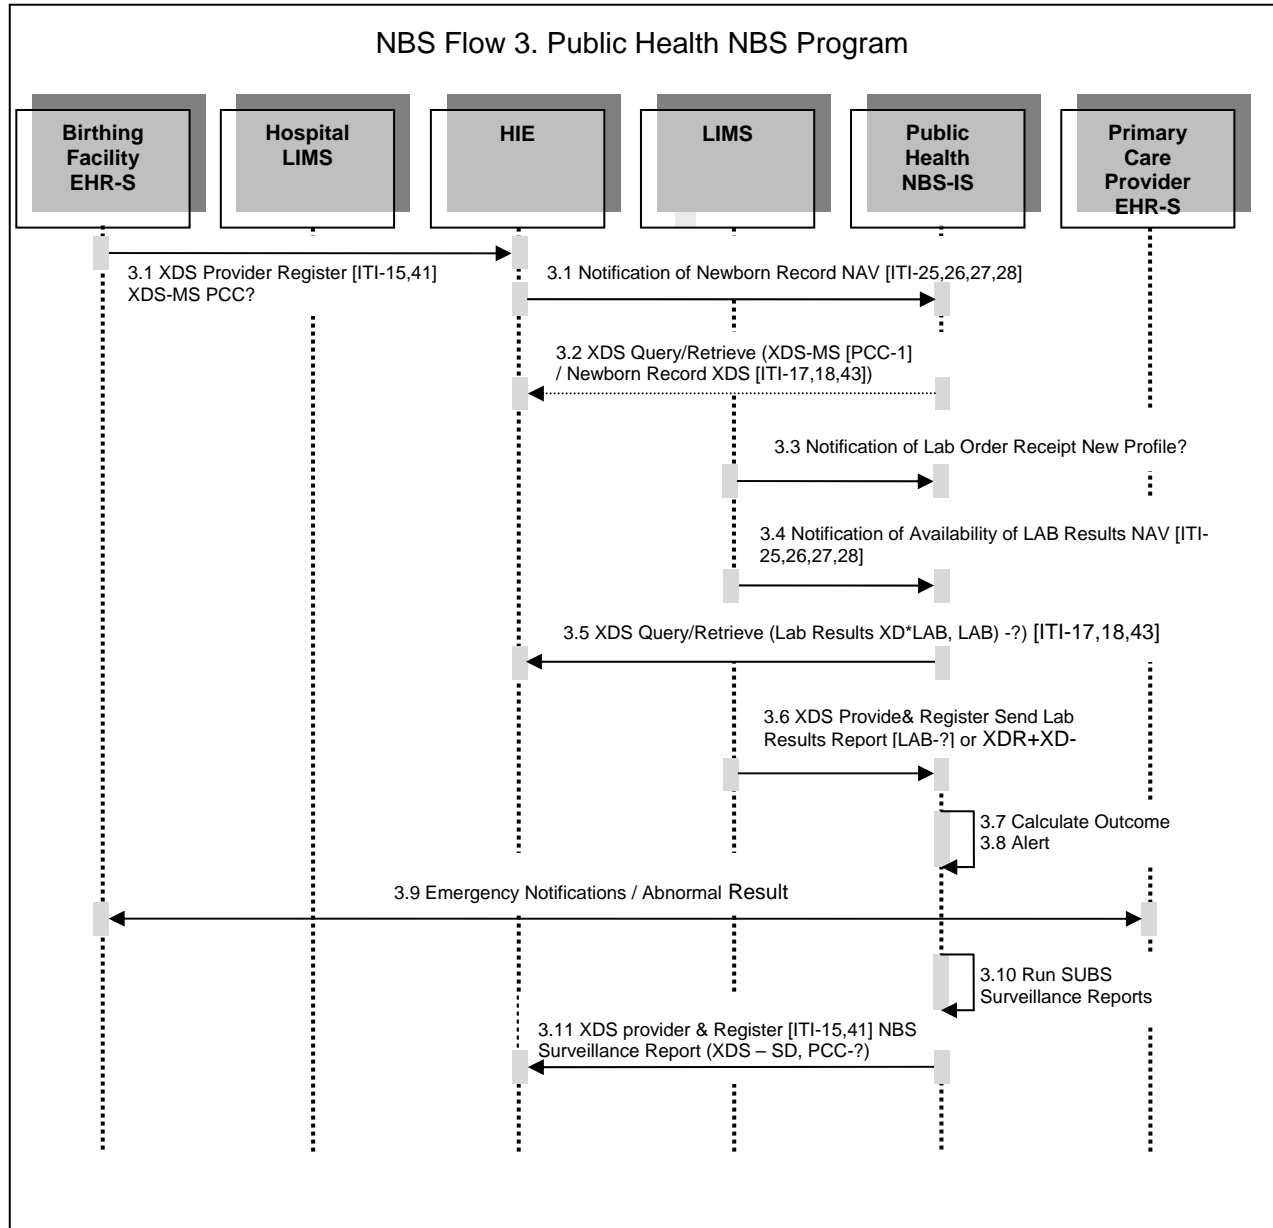 NBS Flow 3. Public Health NBS Program
Birthing
Facility
EHR-S
Hospital
LIMS
HIE
LIMS
Public
Health
NBS-IS
Primary
Care
Provider
EHR-S
3.1 XDS Provider Register [ITI-15,41]
XDS-MS PCC?
3.1 Notification of Newborn Record NAV [ITI-25,26,27,28]
3.2 XDS Query/Retrieve (XDS-MS [PCC-1]
/ Newborn Record XDS [ITI-17,18,43])
3.3 Notification of Lab Order Receipt New Profile?
3.4 Notification of Availability of LAB Results NAV [ITI-
25,26,27,28]
3.5 XDS Query/Retrieve (Lab Results XD*LAB, LAB) -?) [ITI-17,18,43]
3.6 XDS Provide& Register Send Lab
Results Report [LAB-?] or XDR+XD-
3.7 Calculate Outcome
3.8 Alert
3.9 Emergency Notifications / Abnormal Result
3.10 Run SUBS
Surveillance Reports
3.11 XDS provider & Register [ITI-15,41] NBS
Surveillance Report (XDS – SD, PCC-?)